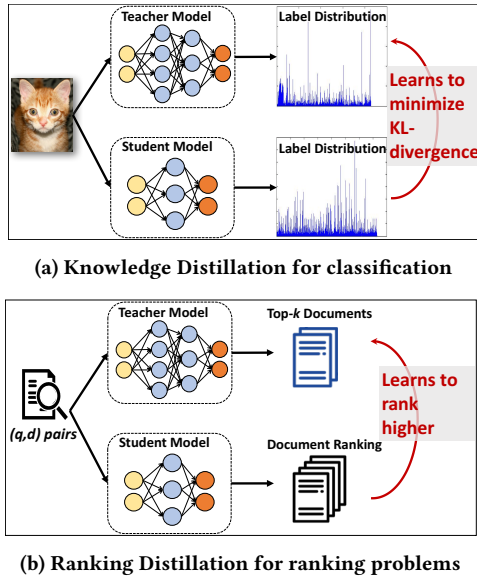 Teacher Model
Label Distribution
Learns to
minimize
KL-
divergence
Student Model
Label Distribution
(a) Knowledge Distillation for classification
Teacher Model
Top-k Documents
(q,d) pairs
Learns to
rank
higher
Student Model
Document Ranking
(b) Ranking Distillation for ranking problems